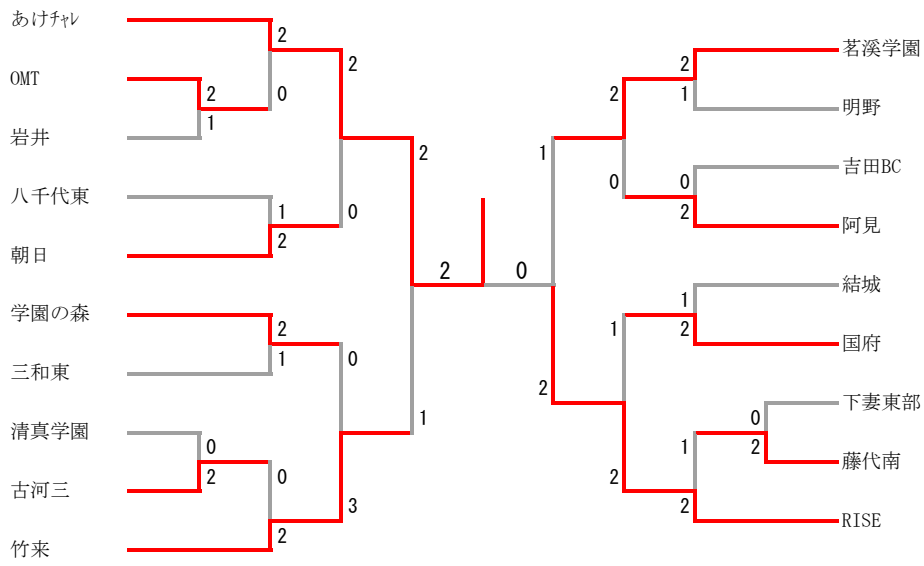 あけチャレ
2
2
OMT
2
0
1
岩井
2
八千代東
1
0
朝日
2
2
0
学園の森
2
0
三和東
1
1
清真学園
0
0
古河三
2
3
竹来
2
茗溪学園
2
2
1
明野
1
吉田BC
0
0
阿見
2
結城
1
1
国府
2
2
下妻東部
0
1
藤代南
2
2
RISE
2